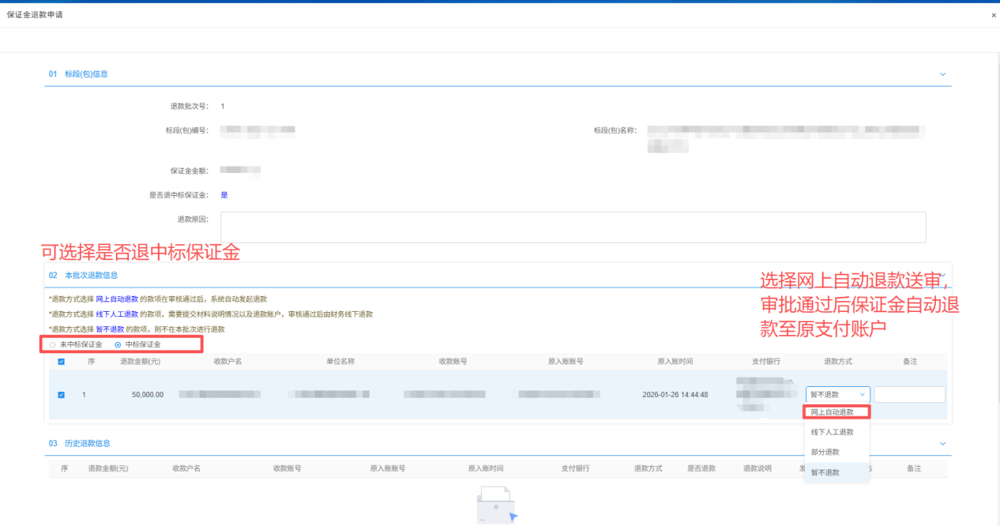 保证金退款申请
×
01 标段(包)信息
退款批次号： 1
标段(包)编号：
标段(包)名称：
保证金金额：
是否退中标保证金： 是
退款原因：
可选择是否退中标保证金
02 本批次退款信息
选择网上自动退款送审，
审批通过后保证金自动退
款至原支付账户
*退款方式选择 网上自动退款 的款项在审核通过后，系统自动发起退款
*退款方式选择 线下人工退款 的款项，需要提交材料说明情况以及退款账户，审核通过后由财务线下退款
*退款方式选择 暂不退款 的款项，则不在本批次进行退款
未中标保证金 中标保证金
序 退款金额(元) 收款户名 单位名称 收款账号 原入账账号 原入账时间 支付银行 退款方式 备注
1 50,000.00 2026-01-26 14:44:48 暂不退款
网上自动退款
线下人工退款
部分退款
暂不退款
03 历史退款信息
序 退款金额(元) 收款户名 收款账号 原入账账号 原入账时间 支付银行 退款方式 是否退款 退款说明 备注